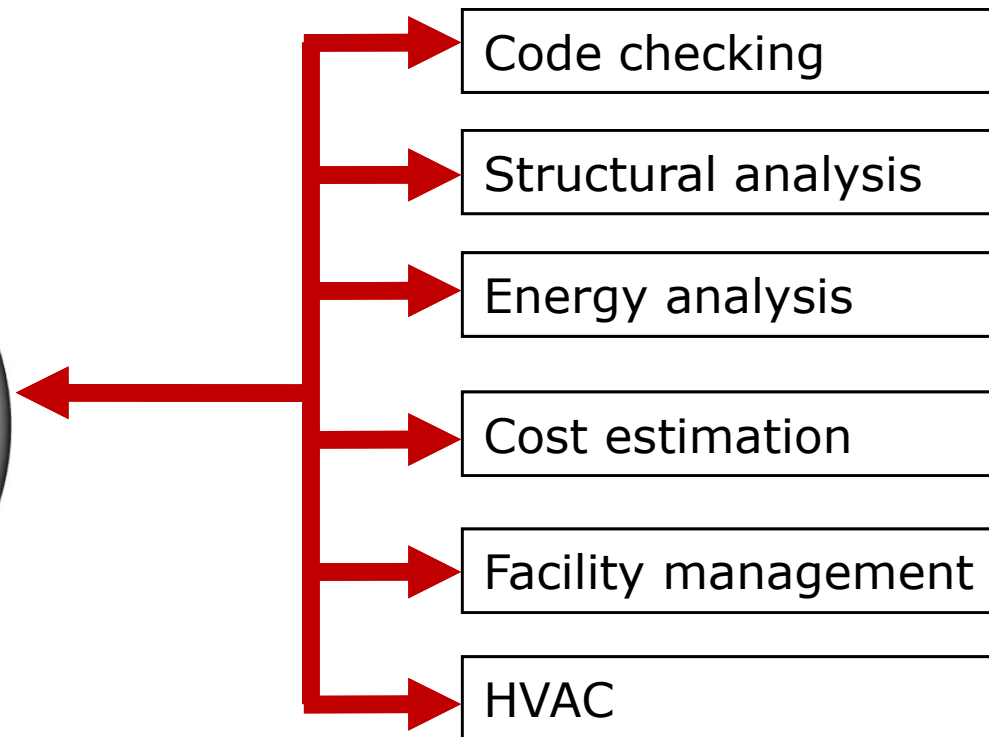 Code checking
Structural analysis
Energy analysis
Cost estimation
Facility management
HVAC